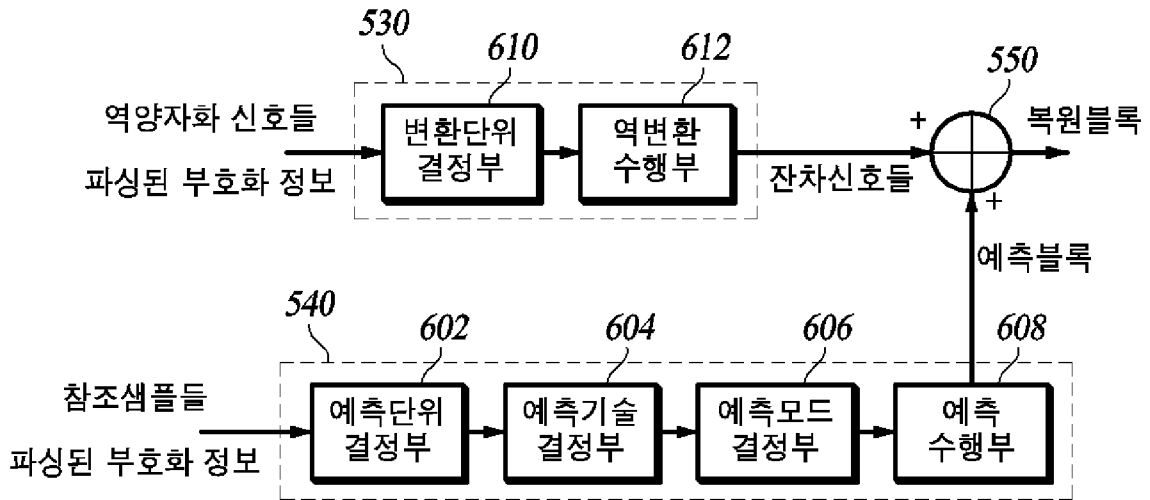 530
610
612
550
역양자화 신호들
파싱된 부호화 정보
변환단위
결정부
역변환
수행부
잔차신호들
+
복원블록
+
예측블록
540
602
604
606
608
참조샘플들
파싱된 부호화 정보
예측단위
결정부
예측기술
결정부
예측모드
결정부
예측
수행부